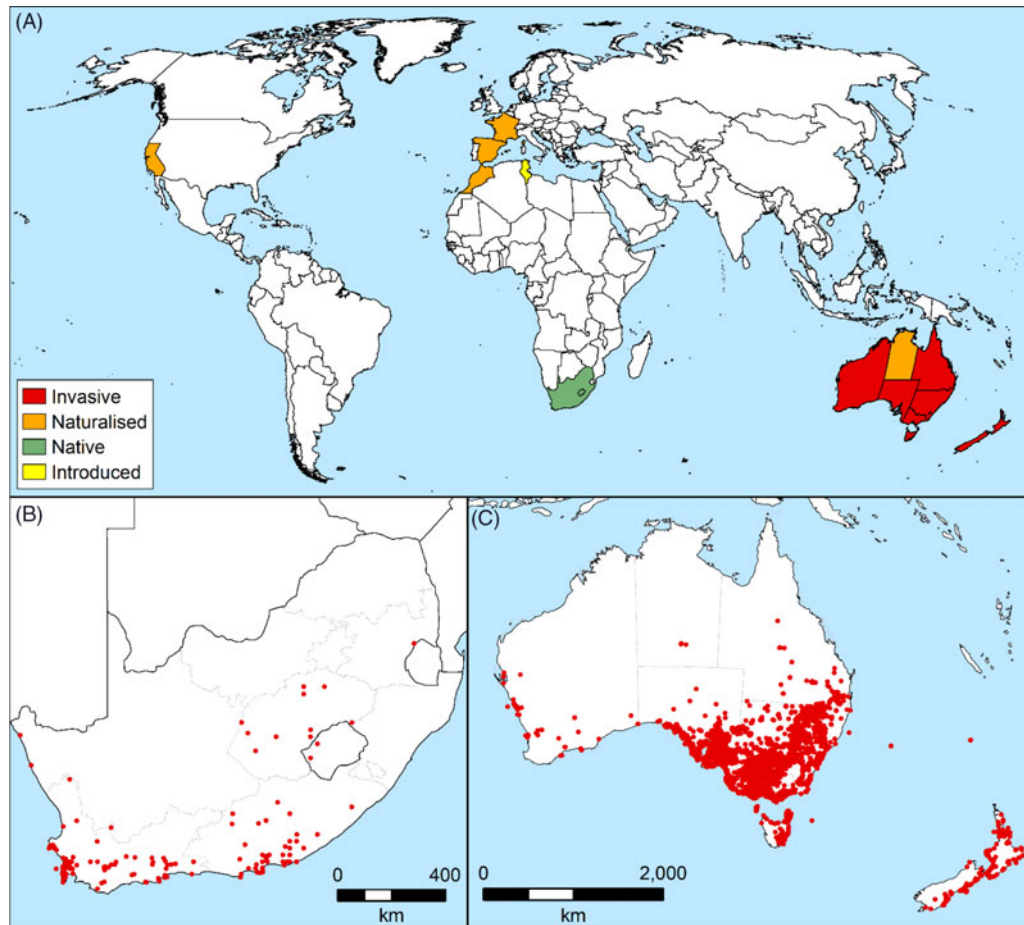 (A)
Invasive
Naturalised
Native
Introduced
(B)
0 400
km
(C)
0 2,000
km